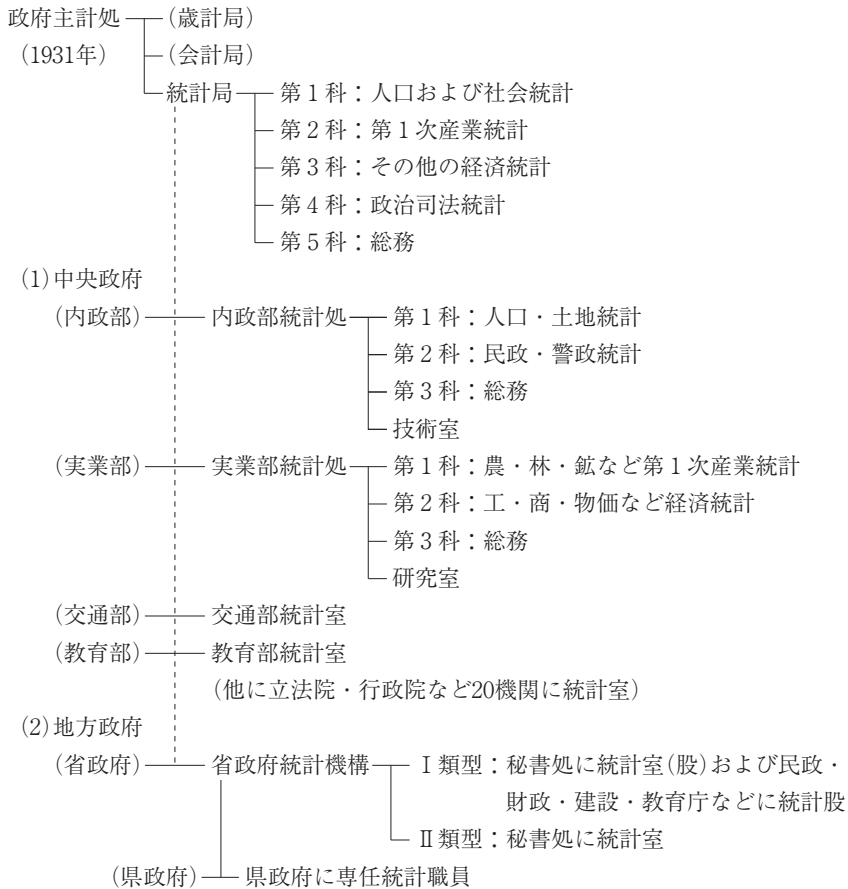 政府主計処 (歳計局)
(1931年) (会計局)
統計局 第1科：人口および社会統計
第2科：第1次産業統計
第3科：その他の経済統計
第4科：政治司法統計
第5科：総務
(1)中央政府
(内政部) 内政部統計処 第1科：人口・土地統計
第2科：民政・警政統計
第3科：総務
技術室
(実業部) 実業部統計処 第1科：農・林・鉱など第1次産業統計
第2科：工・商・物価など経済統計
第3科：総務
研究室
(交通部) 交通部統計室
(教育部) 教育部統計室
(他に立法院・行政院など20機関に統計室)
(2)地方政府
(省政府) 省政府統計機構 Ⅰ類型：秘書処に統計室(股)および民政・
財政・建設・教育庁などに統計股
Ⅱ類型：秘書処に統計室
(県政府) 県政府に専任統計職員